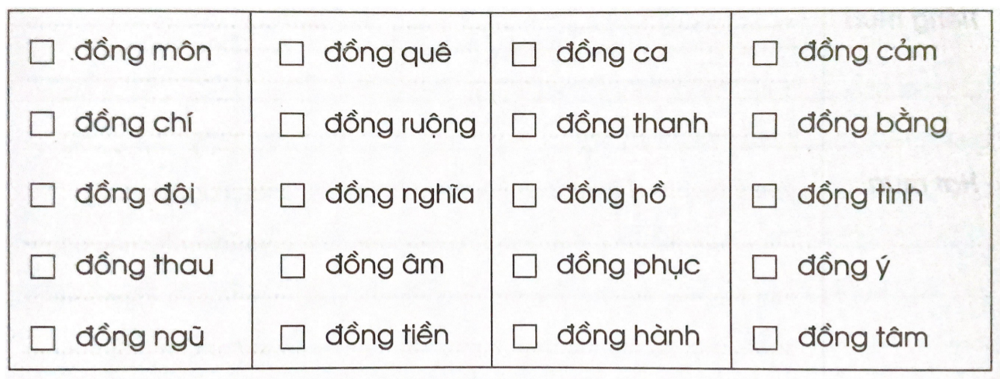 ☐ đồng môn ☐ đồng quê ☐ đồng ca ☐ đồng cảm
☐ đồng chí ☐ đồng ruộng ☐ đồng thanh ☐ đồng bằng
☐ đồng đội ☐ đồng nghĩa ☐ đồng hồ ☐ đồng tình
☐ đồng thau ☐ đồng âm ☐ đồng phục ☐ đồng ý
☐ đồng ngũ ☐ đồng tiền ☐ đồng hành ☐ đồng tâm